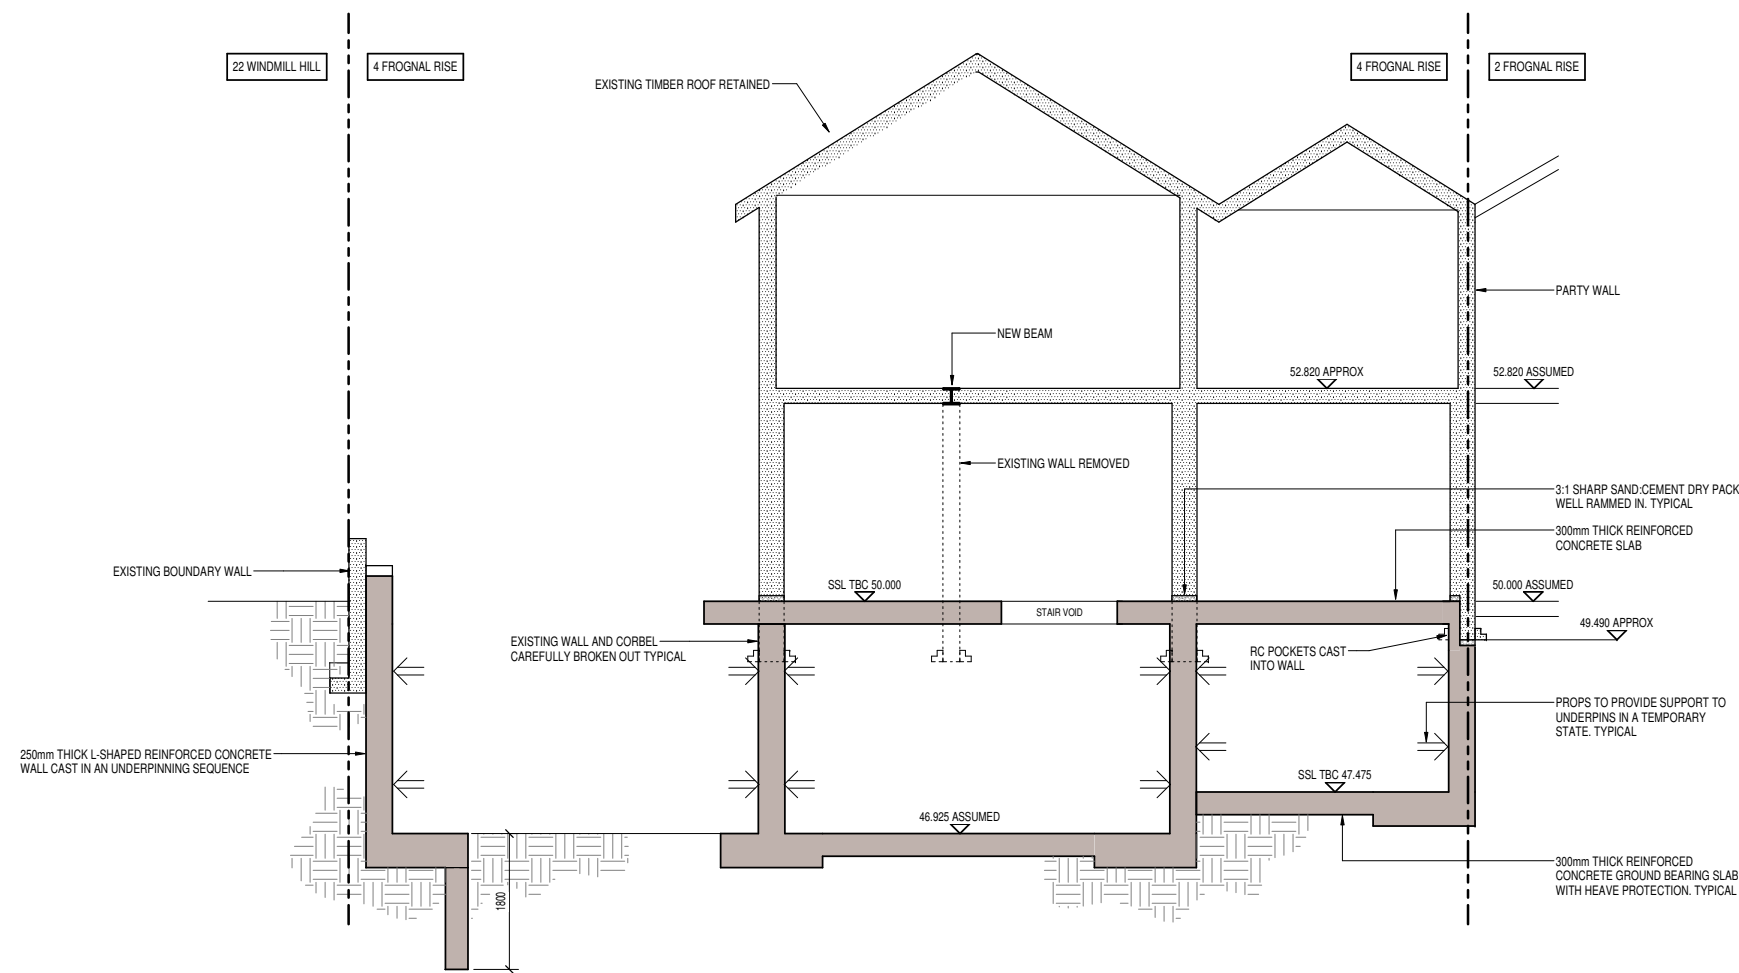 22 WINDMILL HILL
4 FROGNAL RISE
4 FROGNAL RISE
2 FROGNAL RISE
EXISTING TIMBER ROOF RETAINED
PARTY WALL
NEW BEAM
52.820 APPROX
52.820 ASSUMED
EXISTING WALL REMOVED
3:1 SHARP SAND:CEMENT DRY PACK
WELL RAMMED IN. TYPICAL
300mm THICK REINFORCED
CONCRETE SLAB
EXISTING BOUNDARY WALL
SSL TBC 50.000
50.000 ASSUMED
STAIR VOID
49.490 APPROX
EXISTING WALL AND CORBEL
CAREFULLY BROKEN OUT TYPICAL
RC POCKETS CAST
INTO WALL
PROPS TO PROVIDE SUPPORT TO
UNDERPINS IN A TEMPORARY
STATE. TYPICAL
250mm THICK L-SHAPED REINFORCED CONCRETE
WALL CAST IN AN UNDERPINNING SEQUENCE
SSL TBC 47.475
46.925 ASSUMED
300mm THICK REINFORCED
CONCRETE GROUND BEARING SLAB
WITH HEAVE PROTECTION. TYPICAL
1800